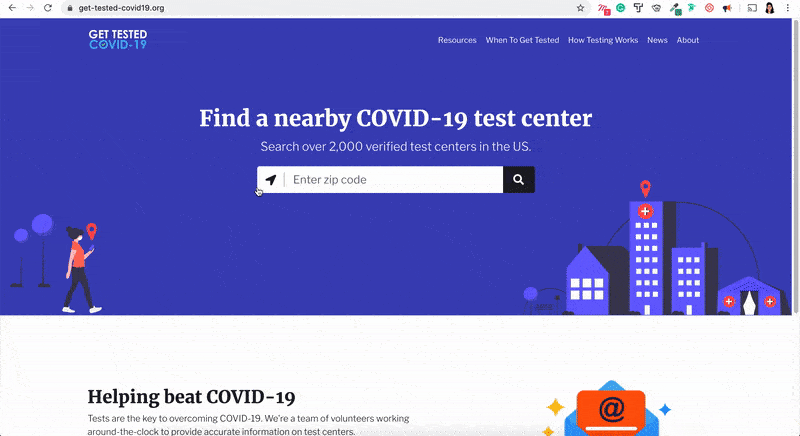 get-tested-covid19.org
GET TESTED
COVID-19
Resources When To Get Tested How Testing Works News About
Find a nearby COVID-19 test center
Search over 2,000 verified test centers in the US.
Enter zip code
Helping beat COVID-19
Tests are the key to overcoming COVID-19. We're a team of volunteers working
around-the-clock to provide accurate information on test centers.
@